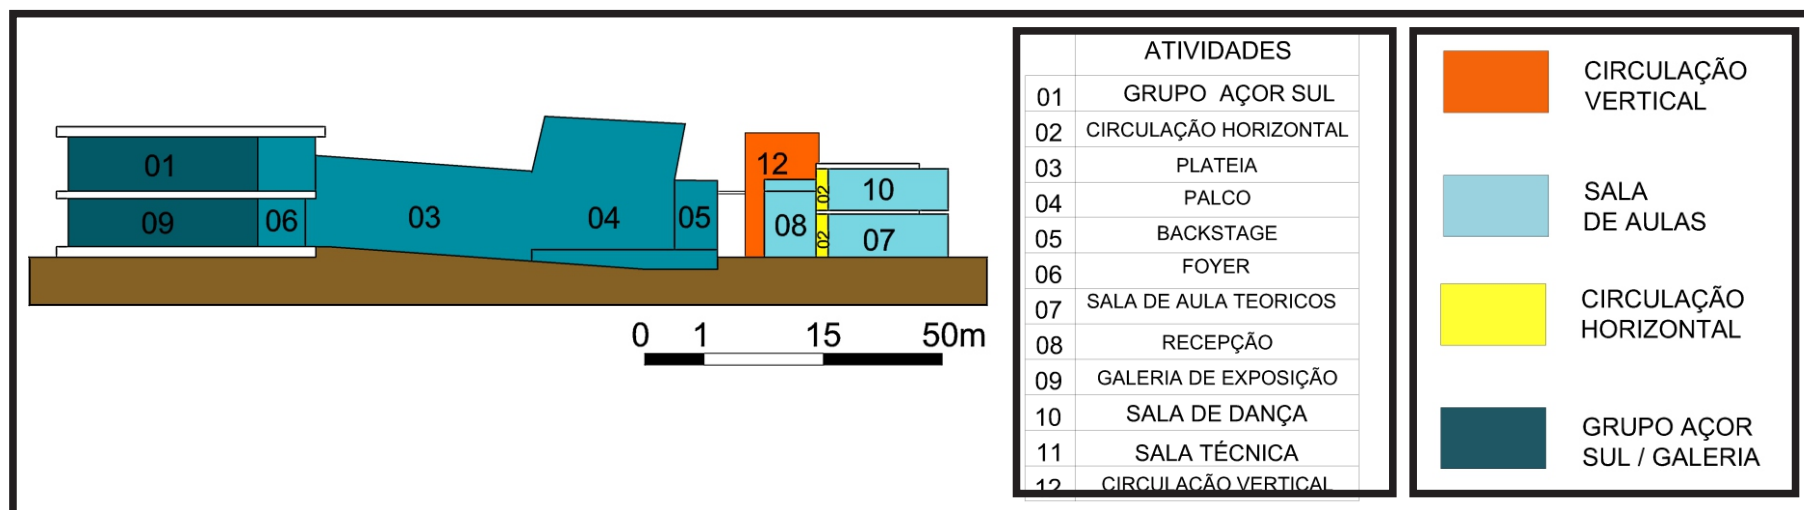 01
12
10
09
06
03
04
05
08
02
02
07
0 1 15 50m
ATIVIDADES
01 GRUPO AÇOR SUL
02 CIRCULAÇÃO HORIZONTAL
03 PLATEIA
04 PALCO
05 BACKSTAGE
06 FOYER
07 SALA DE AULA TEORICOS
08 RECEPÇÃO
09 GALERIA DE EXPOSIÇÃO
10 SALA DE DANÇA
11 SALA TÉCNICA
12 CIRCULAÇÃO VERTICAL
CIRCULAÇÃO
VERTICAL
SALA
DE AULAS
CIRCULAÇÃO
HORIZONTAL
GRUPO AÇOR
SUL / GALERIA